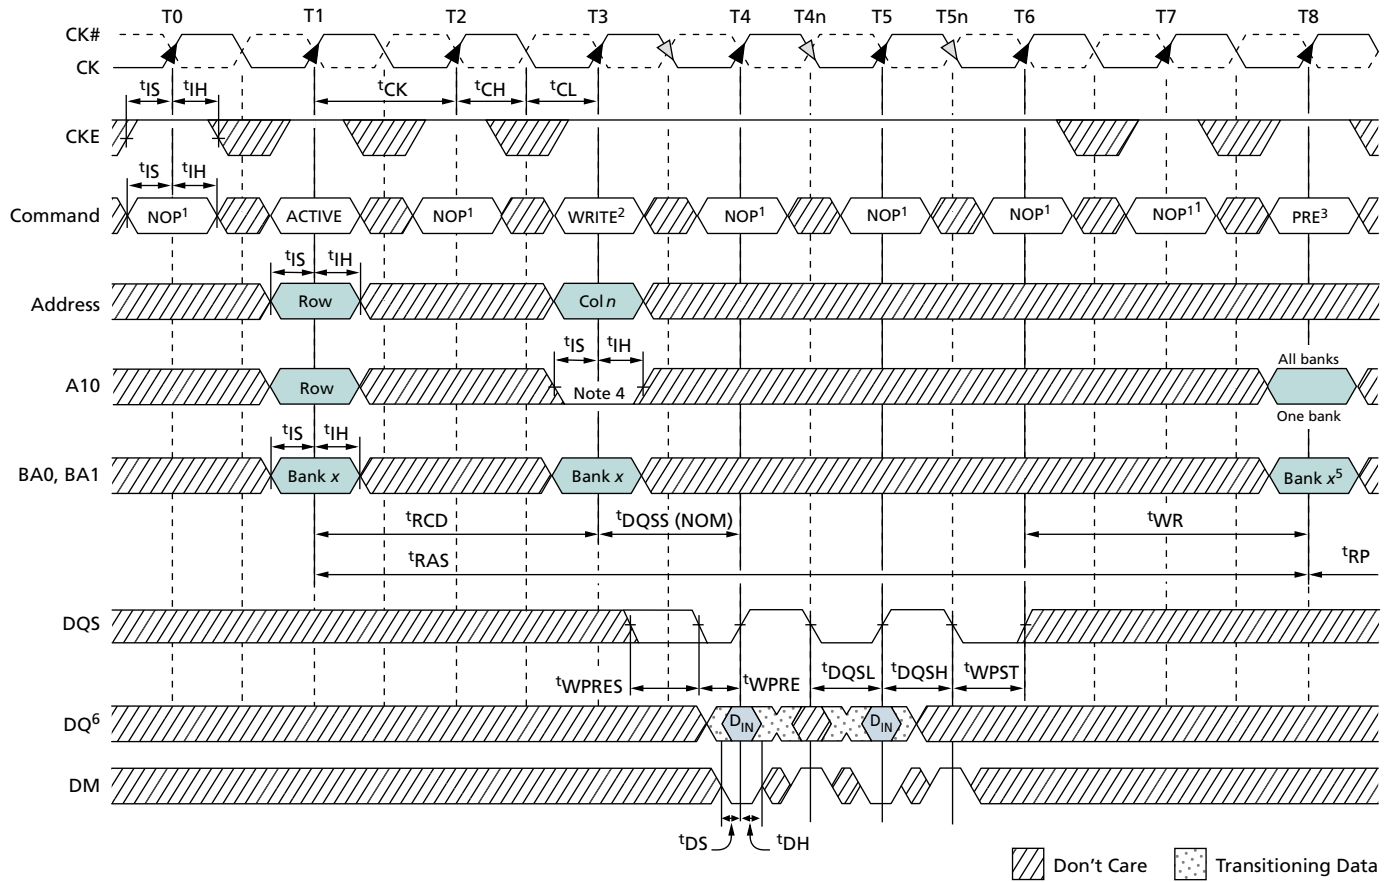 T0 T1 T2 T3 T4 T4n T5 T5n T6 T7 T8
CK#
CK
tIS tIH tCK tCH tCL
CKE
tIS tIH
Command NOP1 ACTIVE NOP1 WRITE2 NOP1 NOP1 NOP1 NOP11 PRE3
tIS tIH
Address Row Col n
tIS tIH All banks
A10 Row Note 4
One bank
tIS tIH
BA0, BA1 Bank x Bank x Bank x5
tRCD tDQSS (NOM) tWR
tRAS tRP
DQS
tWPRES tWPRE tDQSL tDQSH tWPST
DQ6 DIN DIN
DM
tDS tDH
Don't Care Transitioning Data